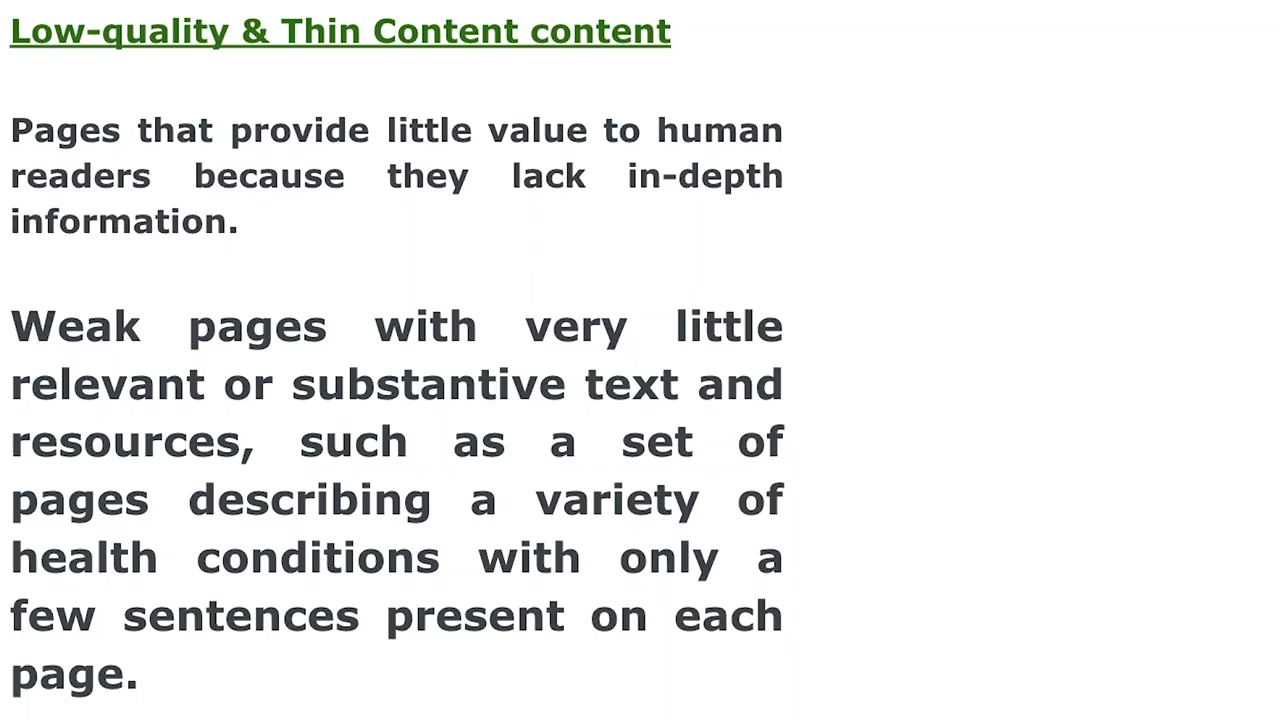 Low-quality & Thin Content content
Pages that provide little value to human
readers because they lack in-depth
information.
Weak pages with very little
relevant or substantive text and
resources, such as a set of
pages describing a variety of
health conditions with only a
few sentences present on each
page.